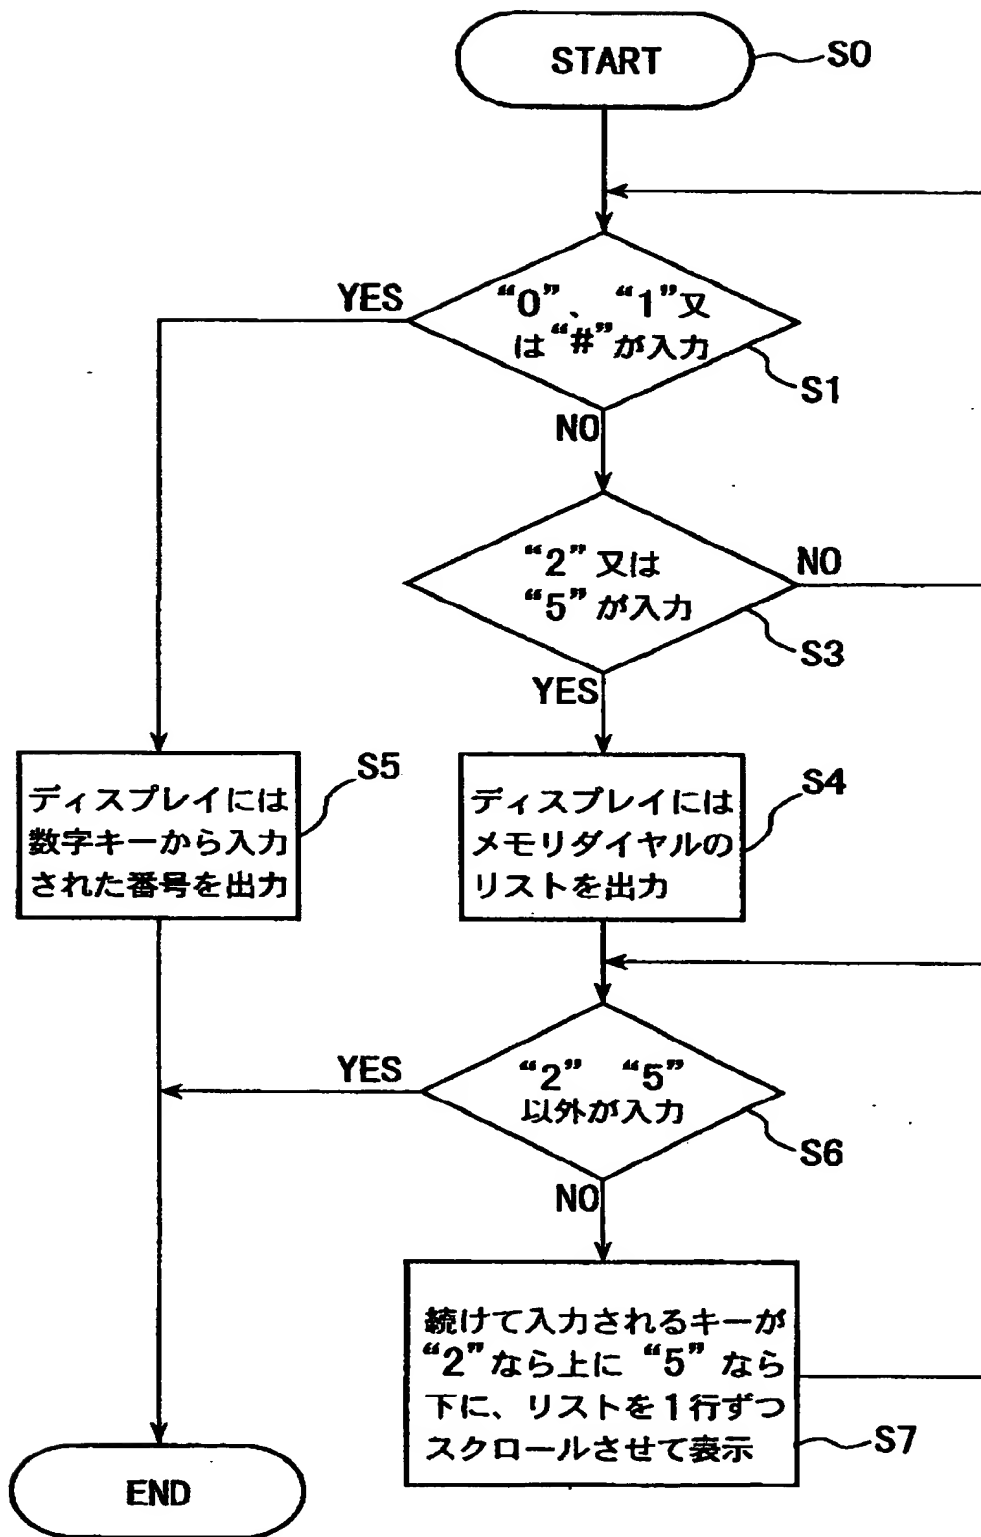 START
S0
YES
“0”、“1”又
は“#”が入力
S1
NO
“2”又は
“5”が入力
NO
S3
YES
ディスプレイには
数字キーから入力
された番号を出力
S5
ディスプレイには
メモリダイヤルの
リストを出力
S4
YES
“2” “5”
以外が入力
S6
NO
続けて入力されるキーが
“2”なら上に“5”なら
下に、リストを1行ずつ
スクロールさせて表示
S7
END